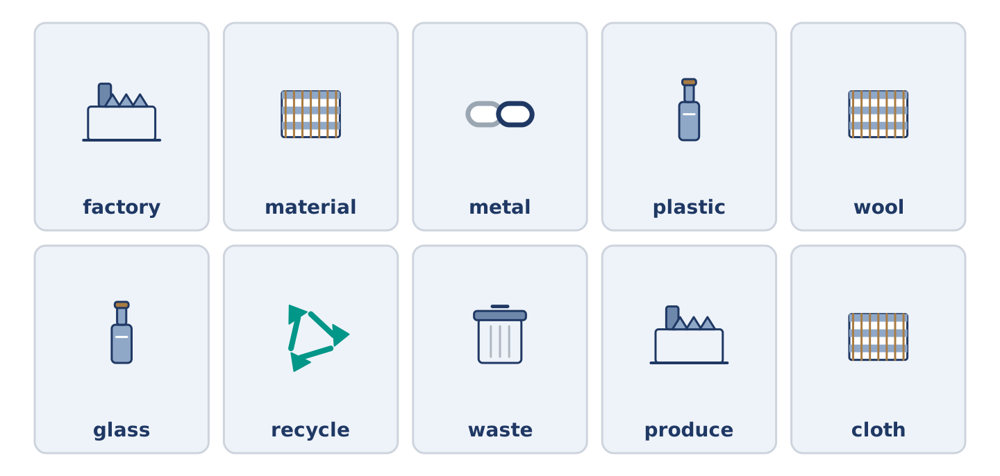 factory
material
metal
plastic
wool
glass
recycle
waste
produce
cloth